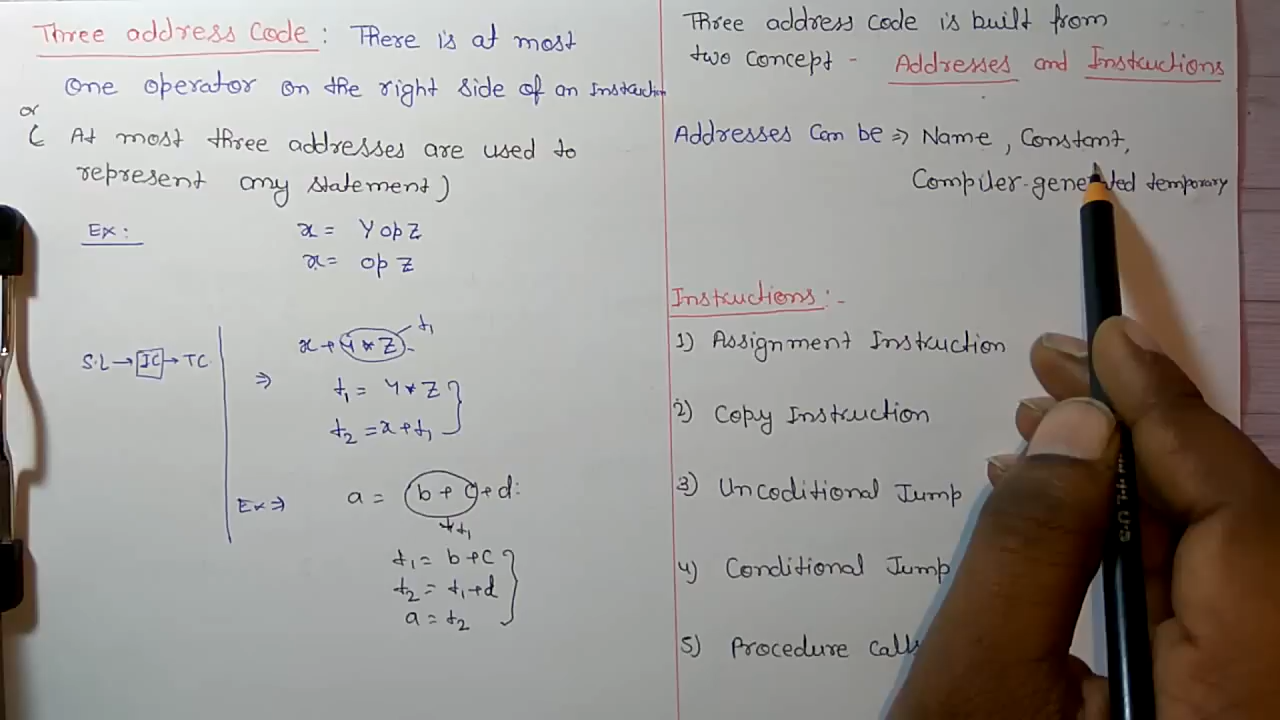 Three address Code : There is at most
one operator on the right side of an Instruction
or
( At most three addresses are used to
represent any statement)
Ex :
x = Y op Z
x = op Z
S.L → IC → TC
x + y * z
t1
⇒ t1 = Y * Z
t2 = x + t1
Ex ⇒ a = b + c + d
t1
t1 = b + c
t2 = t1 + d
a = t2
Three address code is built from
two concept - Addresses and Instructions
Addresses Can be ⇒ Name , Constant,
Compiler-generated temporary
Instructions :-
1) Assignment Instruction
2) Copy Instruction
3) Uncoditional Jump
4) Conditional Jump
5) Procedure Calls